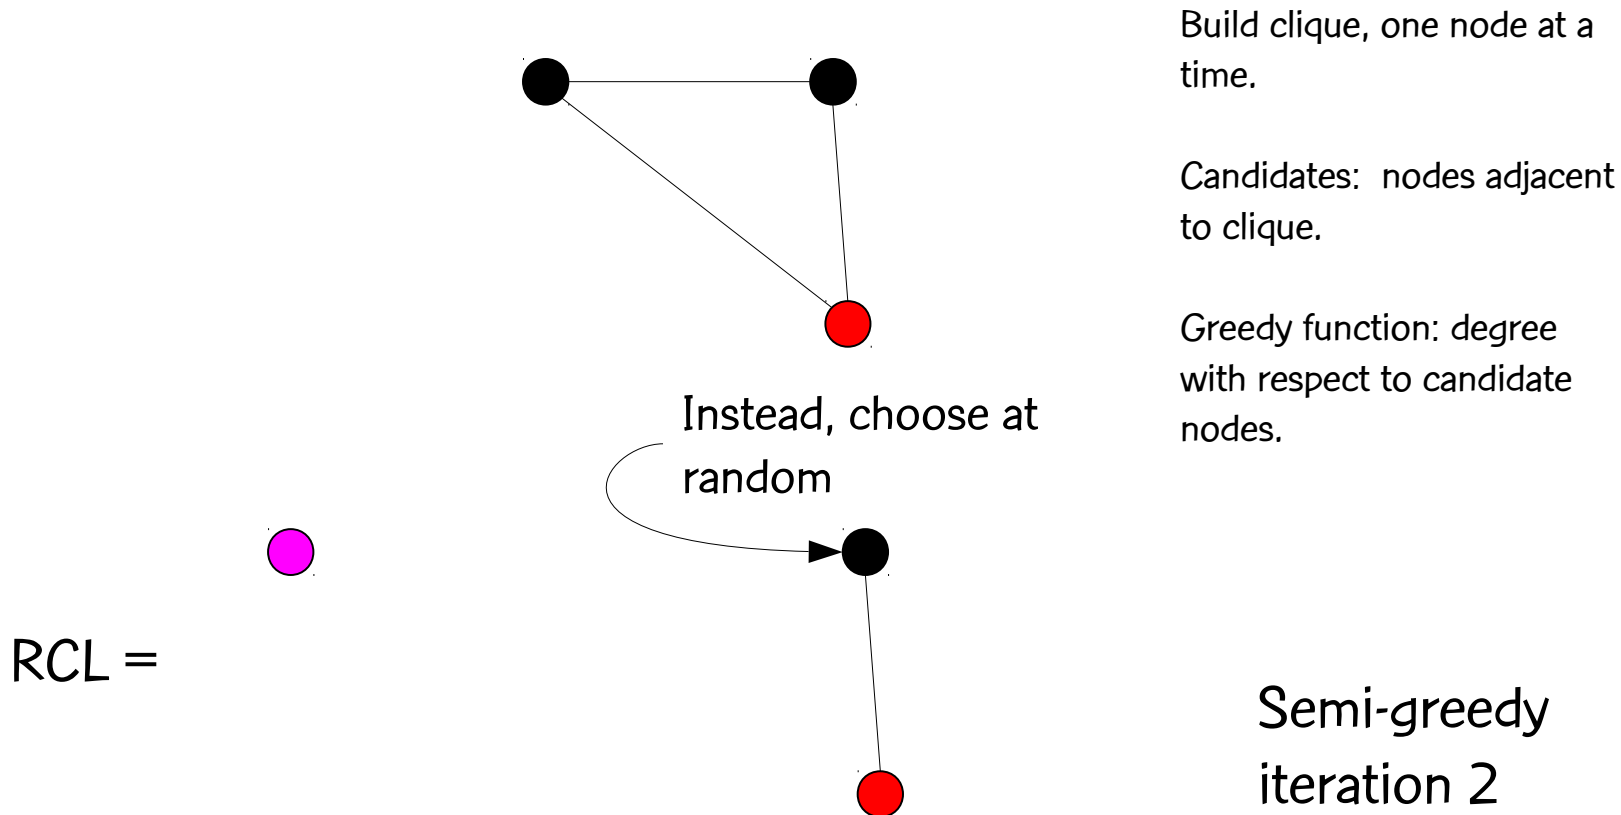 Build clique, one node at a
time.
Candidates: nodes adjacent
to clique.
Greedy function: degree
with respect to candidate
nodes.
Instead, choose at
random
RCL =
Semi-greedy
iteration 2